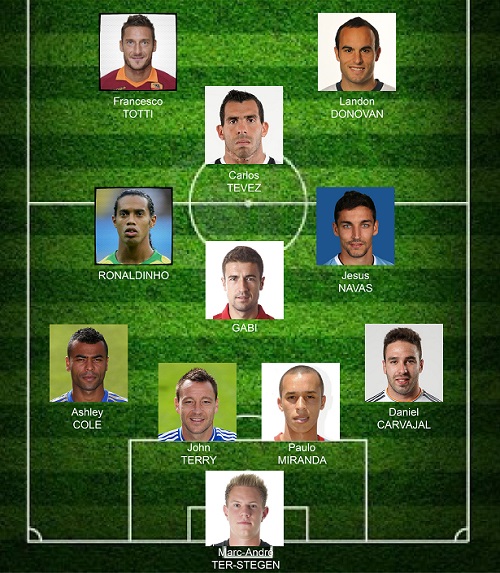 Francesco
TOTTI
Landon
DONOVAN
Carlos
TEVEZ
RONALDINHO
Jesus
NAVAS
GABI
Ashley
COLE
Daniel
CARVAJAL
John
TERRY
Paulo
MIRANDA
Marc-André
TER-STEGEN